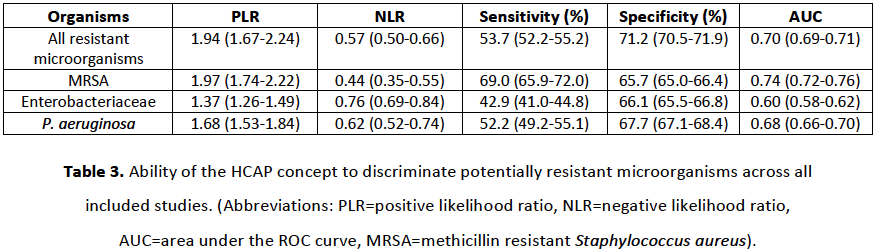 Organisms PLR NLR Sensitivity (%) Specificity (%) AUC
All resistant microorganisms 1.94 (1.67-2.24) 0.57 (0.50-0.66) 53.7 (52.2-55.2) 71.2 (70.5-71.9) 0.70 (0.69-0.71)
MRSA 1.97 (1.74-2.22) 0.44 (0.35-0.55) 69.0 (65.9-72.0) 65.7 (65.0-66.4) 0.74 (0.72-0.76)
Enterobacteriaceae 1.37 (1.26-1.49) 0.76 (0.69-0.84) 42.9 (41.0-44.8) 66.1 (65.5-66.8) 0.60 (0.58-0.62)
P. aeruginosa 1.68 (1.53-1.84) 0.62 (0.52-0.74) 52.2 (49.2-55.1) 67.7 (67.1-68.4) 0.68 (0.66-0.70)
Table 3. Ability of the HCAP concept to discriminate potentially resistant microorganisms across all
included studies. (Abbreviations: PLR=positive likelihood ratio, NLR=negative likelihood ratio,
AUC=area under the ROC curve, MRSA=methicillin resistant Staphylococcus aureus).